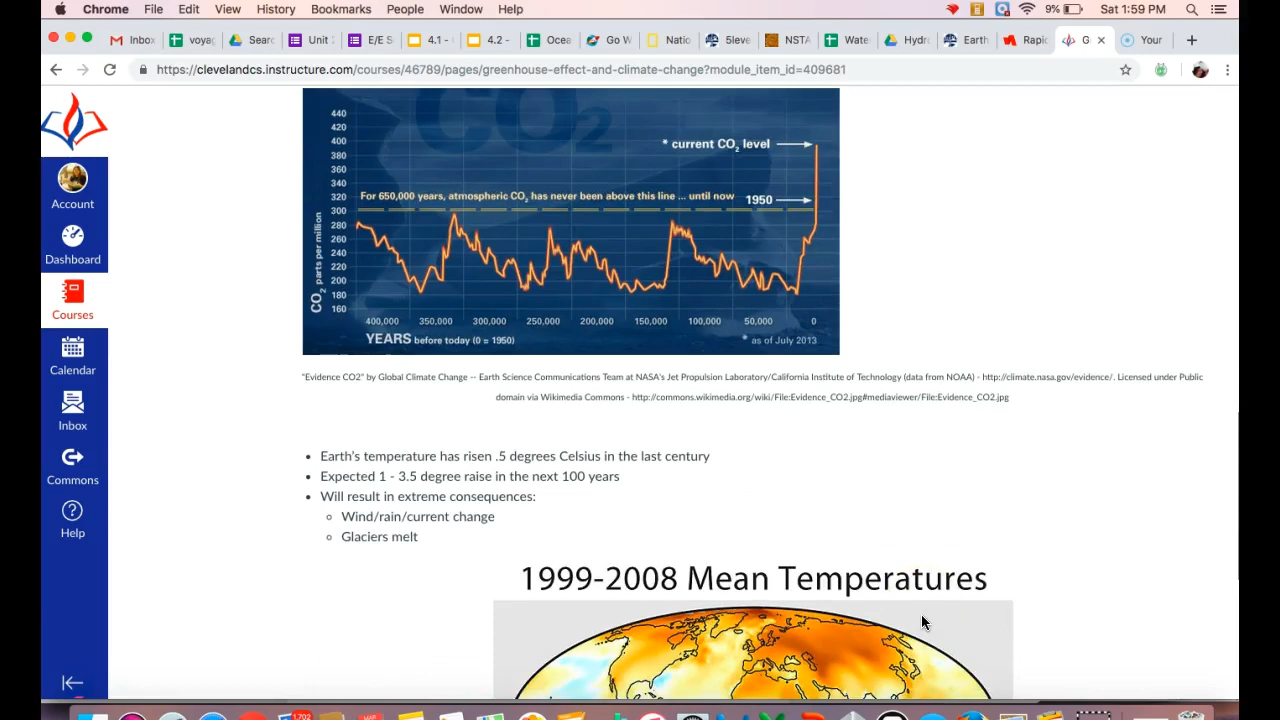 Chrome File Edit View History Bookmarks People Window Help 9% Sat 1:59 PM
Inbo voyag Searc Unit E/E S 4.1 - 4.2 - Ocea Go W Natio 5leve NSTA Wate Hydr Earth Rapi G Your
https://clevelandcs.instructure.com/courses/46789/pages/greenhouse-effect-and-climate-change?module_item_id=409681
Account
Dashboard
Courses
Calendar
Inbox
Commons
Help
CO2
440
420
400
380
360
340
320
300
280
260
240
220
200
180
160
CO2 parts per million
* current CO2 level
For 650,000 years, atmospheric CO2 has never been above this line ... until now
1950
400,000 350,000 300,000 250,000 200,000 150,000 100,000 50,000 0
YEARS before today (0 = 1950)
* as of July 2013
"Evidence CO2" by Global Climate Change -- Earth Science Communications Team at NASA's Jet Propulsion Laboratory/California Institute of Technology (data from NOAA) - http://climate.nasa.gov/evidence/. Licensed under Public
domain via Wikimedia Commons - http://commons.wikimedia.org/wiki/File:Evidence_CO2.jpg#mediaviewer/File:Evidence_CO2.jpg
• Earth's temperature has risen .5 degrees Celsius in the last century
• Expected 1 - 3.5 degree raise in the next 100 years
• Will result in extreme consequences:
◦ Wind/rain/current change
◦ Glaciers melt
1999-2008 Mean Temperatures
1,702